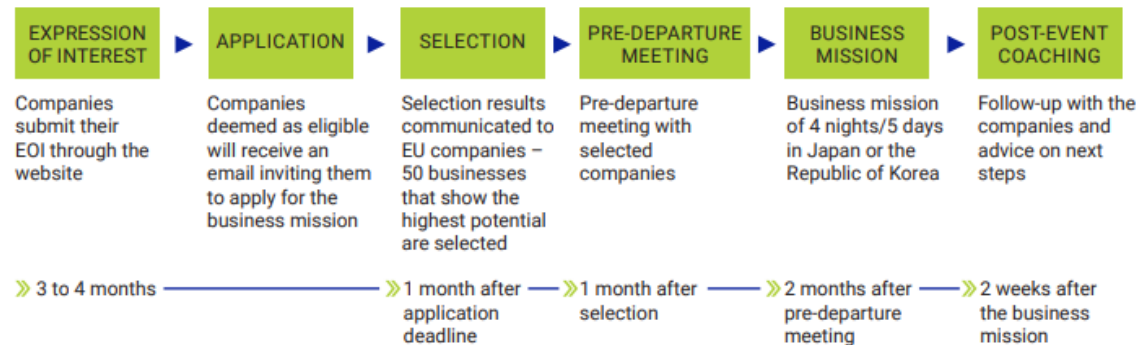 EXPRESSION
OF INTEREST
APPLICATION
SELECTION
PRE-DEPARTURE
MEETING
BUSINESS
MISSION
POST-EVENT
COACHING
Companies
submit their
EOI through the
website
Companies
deemed as eligible
will receive an
email inviting them
to apply for the
business mission
Selection results
communicated to
EU companies –
50 businesses
that show the
highest potential
are selected
Pre-departure
meeting with
selected
companies
Business mission
of 4 nights/5 days
in Japan or the
Republic of Korea
Follow-up with the
companies and
advice on next
steps
3 to 4 months
1 month after
application
deadline
1 month after
selection
2 months after
pre-departure
meeting
2 weeks after
the business
mission